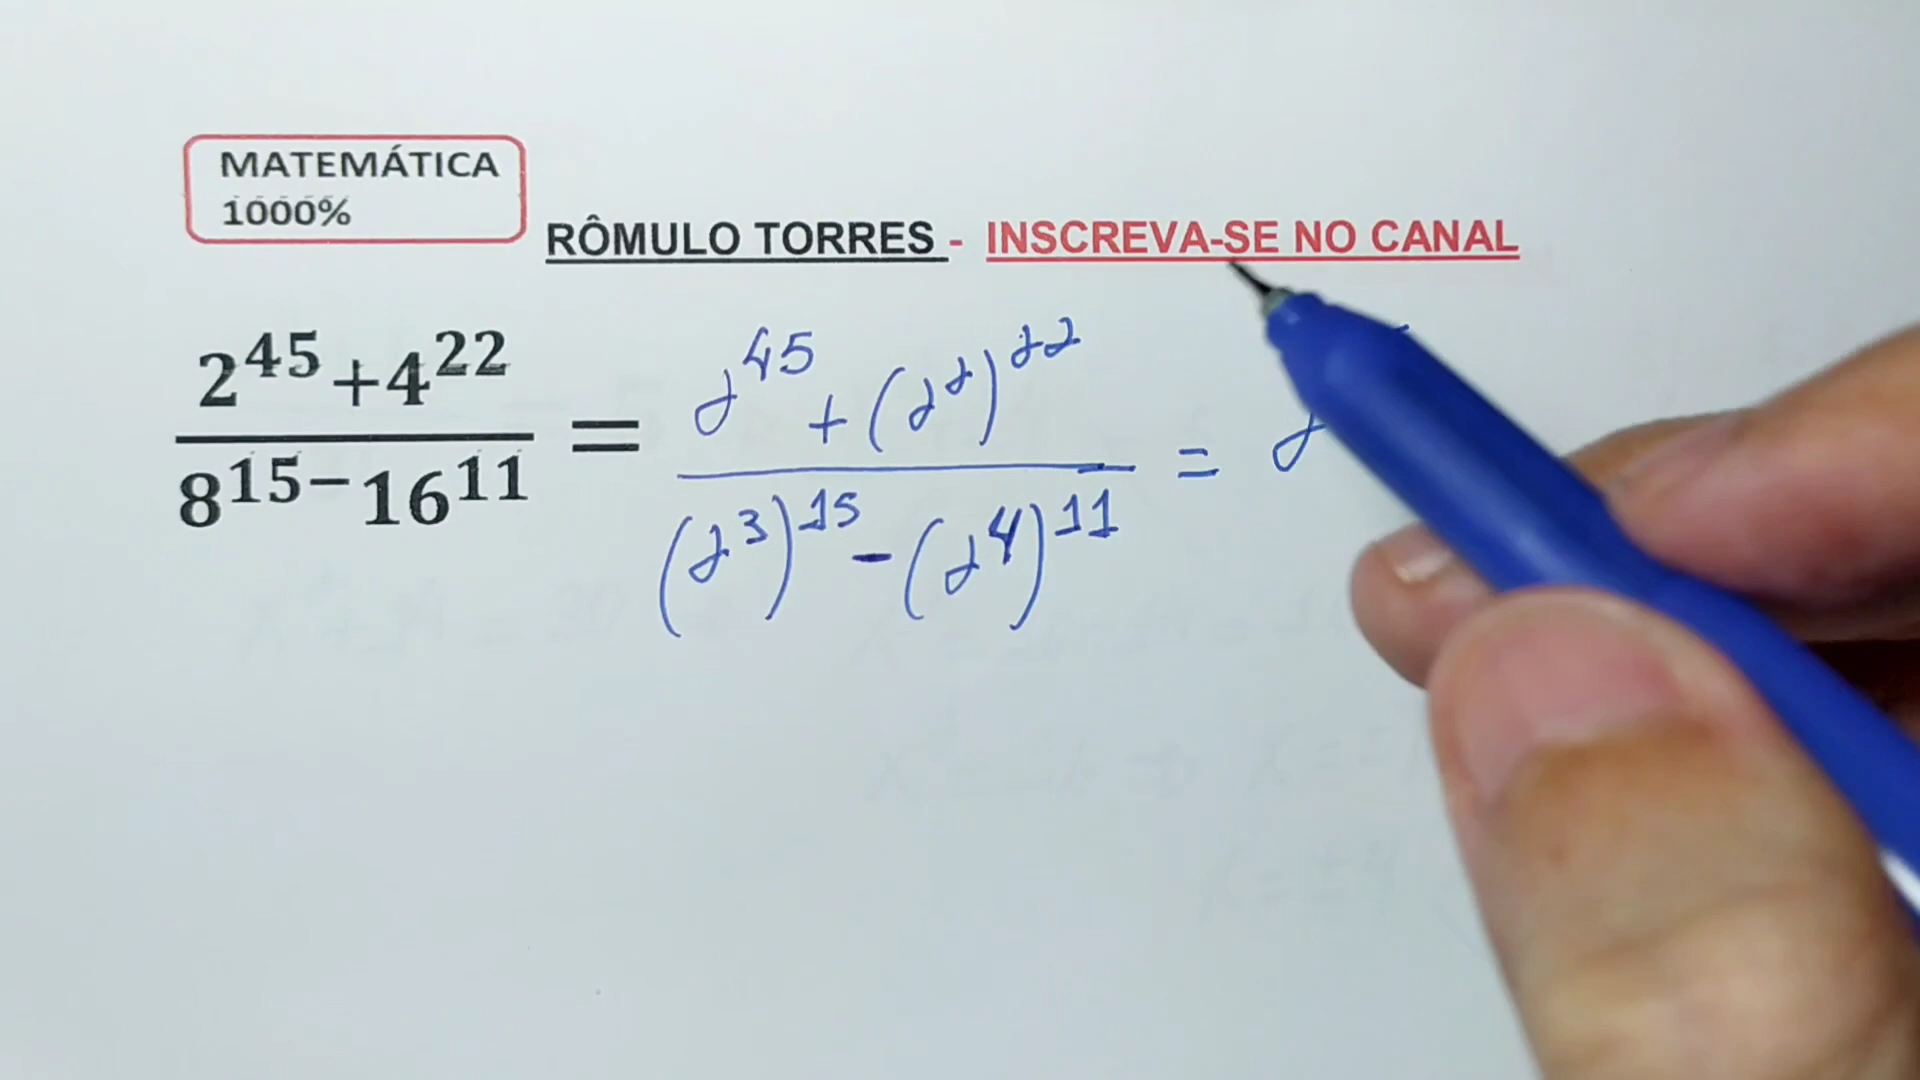 MATEMÁTICA
1000%
RÔMULO TORRES - INSCREVA-SE NO CANAL
2^45+4^22 / 8^15-16^11 = 2^45 + (2^2)^22 / (2^3)^15 - (2^4)^11 = 2